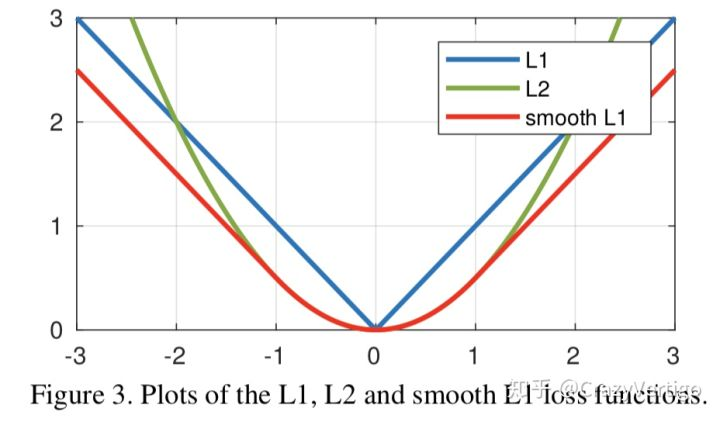 3
2
1
0
-3 -2 -1 0 1 2 3
L1
L2
smooth L1
Figure 3. Plots of the L1, L2 and smooth L1 loss functions.
知乎 @CrazyVertigo